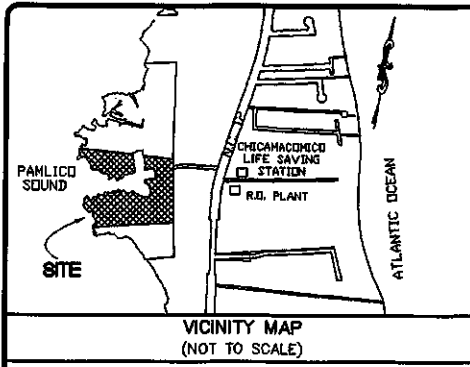 CHICAMACOMICO
LIFE SAVING
STATION
PAMLICO
SOUND
R.O. PLANT
ATLANTIC OCEAN
SITE
VICINITY MAP
(NOT TO SCALE)